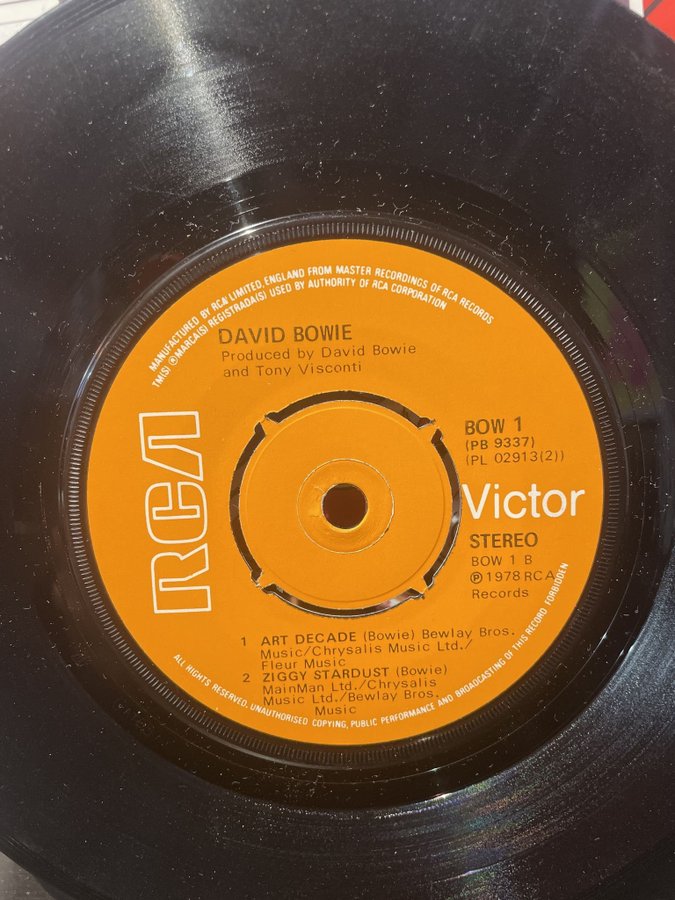 MANUFACTURED BY RCA LIMITED, ENGLAND FROM MASTER RECORDINGS OF RCA RECORDS
TM(S) ® MARCA(S) REGISTRADA(S) USED BY AUTHORITY OF RCA CORPORATION
DAVID BOWIE
Produced by David Bowie
and Tony Visconti
RCA
BOW 1
(PB 9337)
(PL 02913(2))
Victor
STEREO
BOW 1 B
℗ 1978 RCA
Records
1 ART DECADE (Bowie) Bewlay Bros.
Music/Chrysalis Music Ltd./
Fleur Music
2 ZIGGY STARDUST (Bowie)
MainMan Ltd./Chrysalis
Music Ltd./Bewlay Bros.
Music
ALL RIGHTS RESERVED. UNAUTHORISED COPYING, PUBLIC PERFORMANCE AND BROADCASTING OF THIS RECORD FORBIDDEN